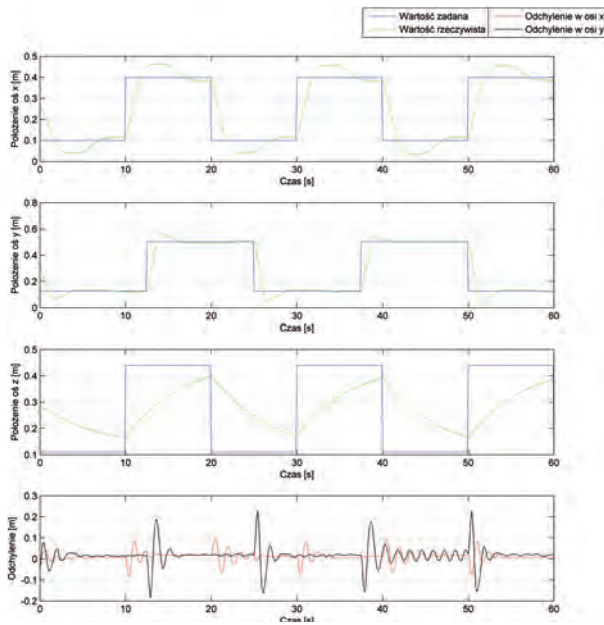 Wartość zadana
Wartość rzeczywista
Odchylenie w osi x
Odchylenie w osi y
Położenie oś x [m]
0.5
0.4
0.3
0.2
0.1
0
0 10 20 30 40 50 60
Czas [s]
Położenie oś y [m]
0.8
0.6
0.4
0.2
0
0 10 20 30 40 50 60
Czas [s]
Położenie oś z [m]
0.5
0.4
0.3
0.2
0.1
0 10 20 30 40 50 60
Czas [s]
Odchylenie [m]
0.3
0.2
0.1
0
-0.1
-0.2
0 10 20 30 40 50 60
Czas [s]